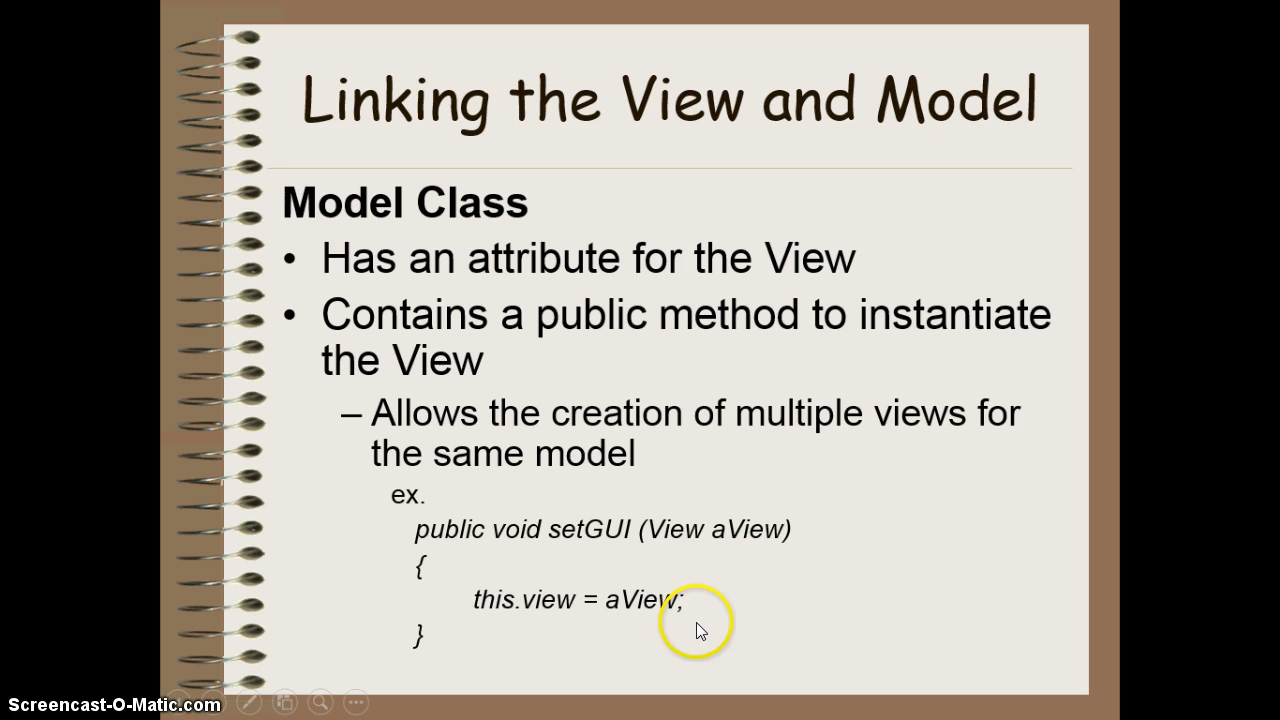 Linking the View and Model
Model Class
• Has an attribute for the View
• Contains a public method to instantiate
the View
– Allows the creation of multiple views for
the same model
ex.
public void setGUI (View aView)
{
this.view = aView;
}
Screencast-O-Matic.com